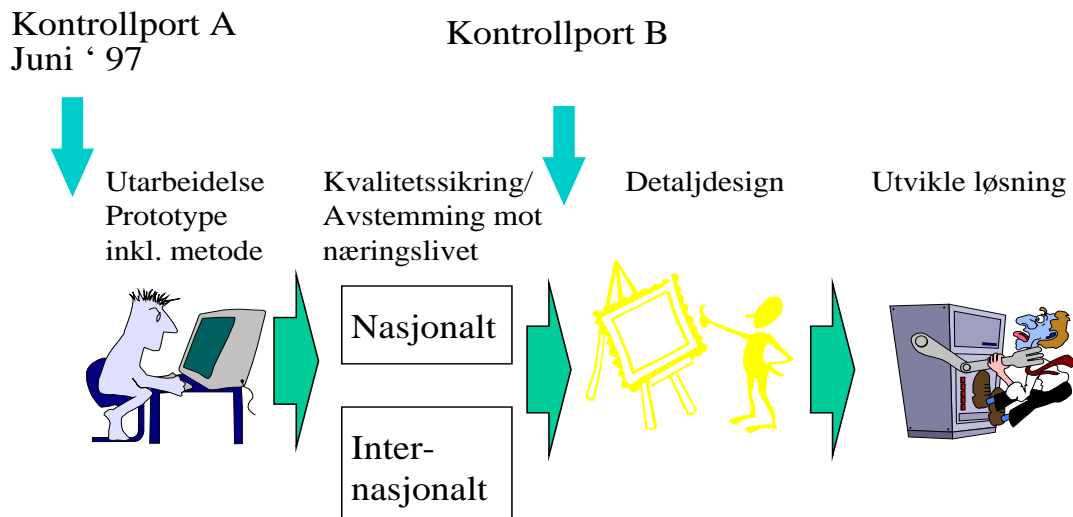 Kontrollport A
Juni ‘ 97
Kontrollport B
Utarbeidelse
Prototype
inkl. metode
Kvalitetssikring/
Avstemming mot
næringslivet
Detaljdesign
Utvikle løsning
Nasjonalt
Inter-
nasjonalt